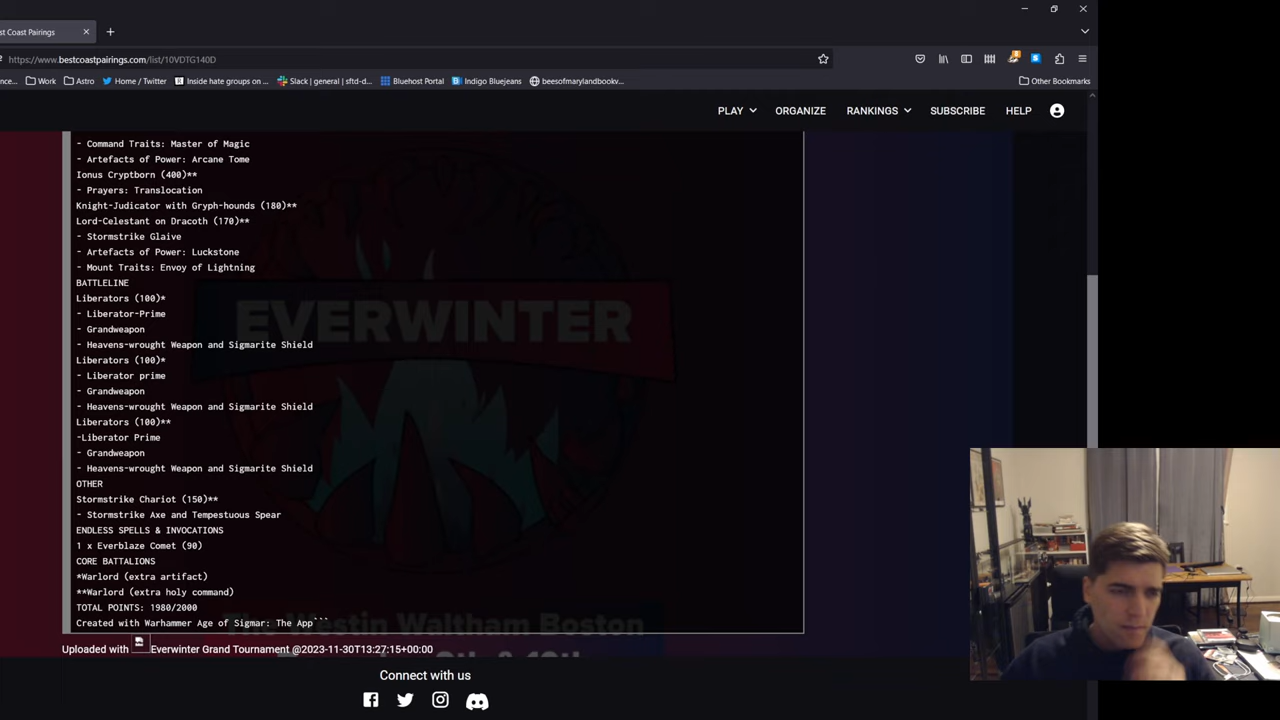 st Coast Pairings
https://www.bestcoastpairings.com/list/10VDTG140D
nce... Work Astro Home / Twitter Inside hate groups on ... Slack | general | sftd-d... Bluehost Portal Indigo Bluejeans beesofmarylandbookv... Other Bookmarks
PLAY ORGANIZE RANKINGS SUBSCRIBE HELP
- Command Traits: Master of Magic
- Artefacts of Power: Arcane Tome
Ionus Cryptborn (400)**
- Prayers: Translocation
Knight-Judicator with Gryph-hounds (180)**
Lord-Celestant on Dracoth (170)**
- Stormstrike Glaive
- Artefacts of Power: Luckstone
- Mount Traits: Envoy of Lightning
BATTLELINE
Liberators (100)*
- Liberator-Prime
- Grandweapon
- Heavens-wrought Weapon and Sigmarite Shield
Liberators (100)*
- Liberator prime
- Grandweapon
- Heavens-wrought Weapon and Sigmarite Shield
Liberators (100)**
-Liberator Prime
- Grandweapon
- Heavens-wrought Weapon and Sigmarite Shield
OTHER
Stormstrike Chariot (150)**
- Stormstrike Axe and Tempestuous Spear
ENDLESS SPELLS & INVOCATIONS
1 x Everblaze Comet (90)
CORE BATTALIONS
*Warlord (extra artifact)
**Warlord (extra holy command)
TOTAL POINTS: 1980/2000
Created with Warhammer Age of Sigmar: The App```
EVERWINTER
The Westin Waltham Boston
Uploaded with Everwinter Grand Tournament @2023-11-30T13:27:15+00:00
Connect with us